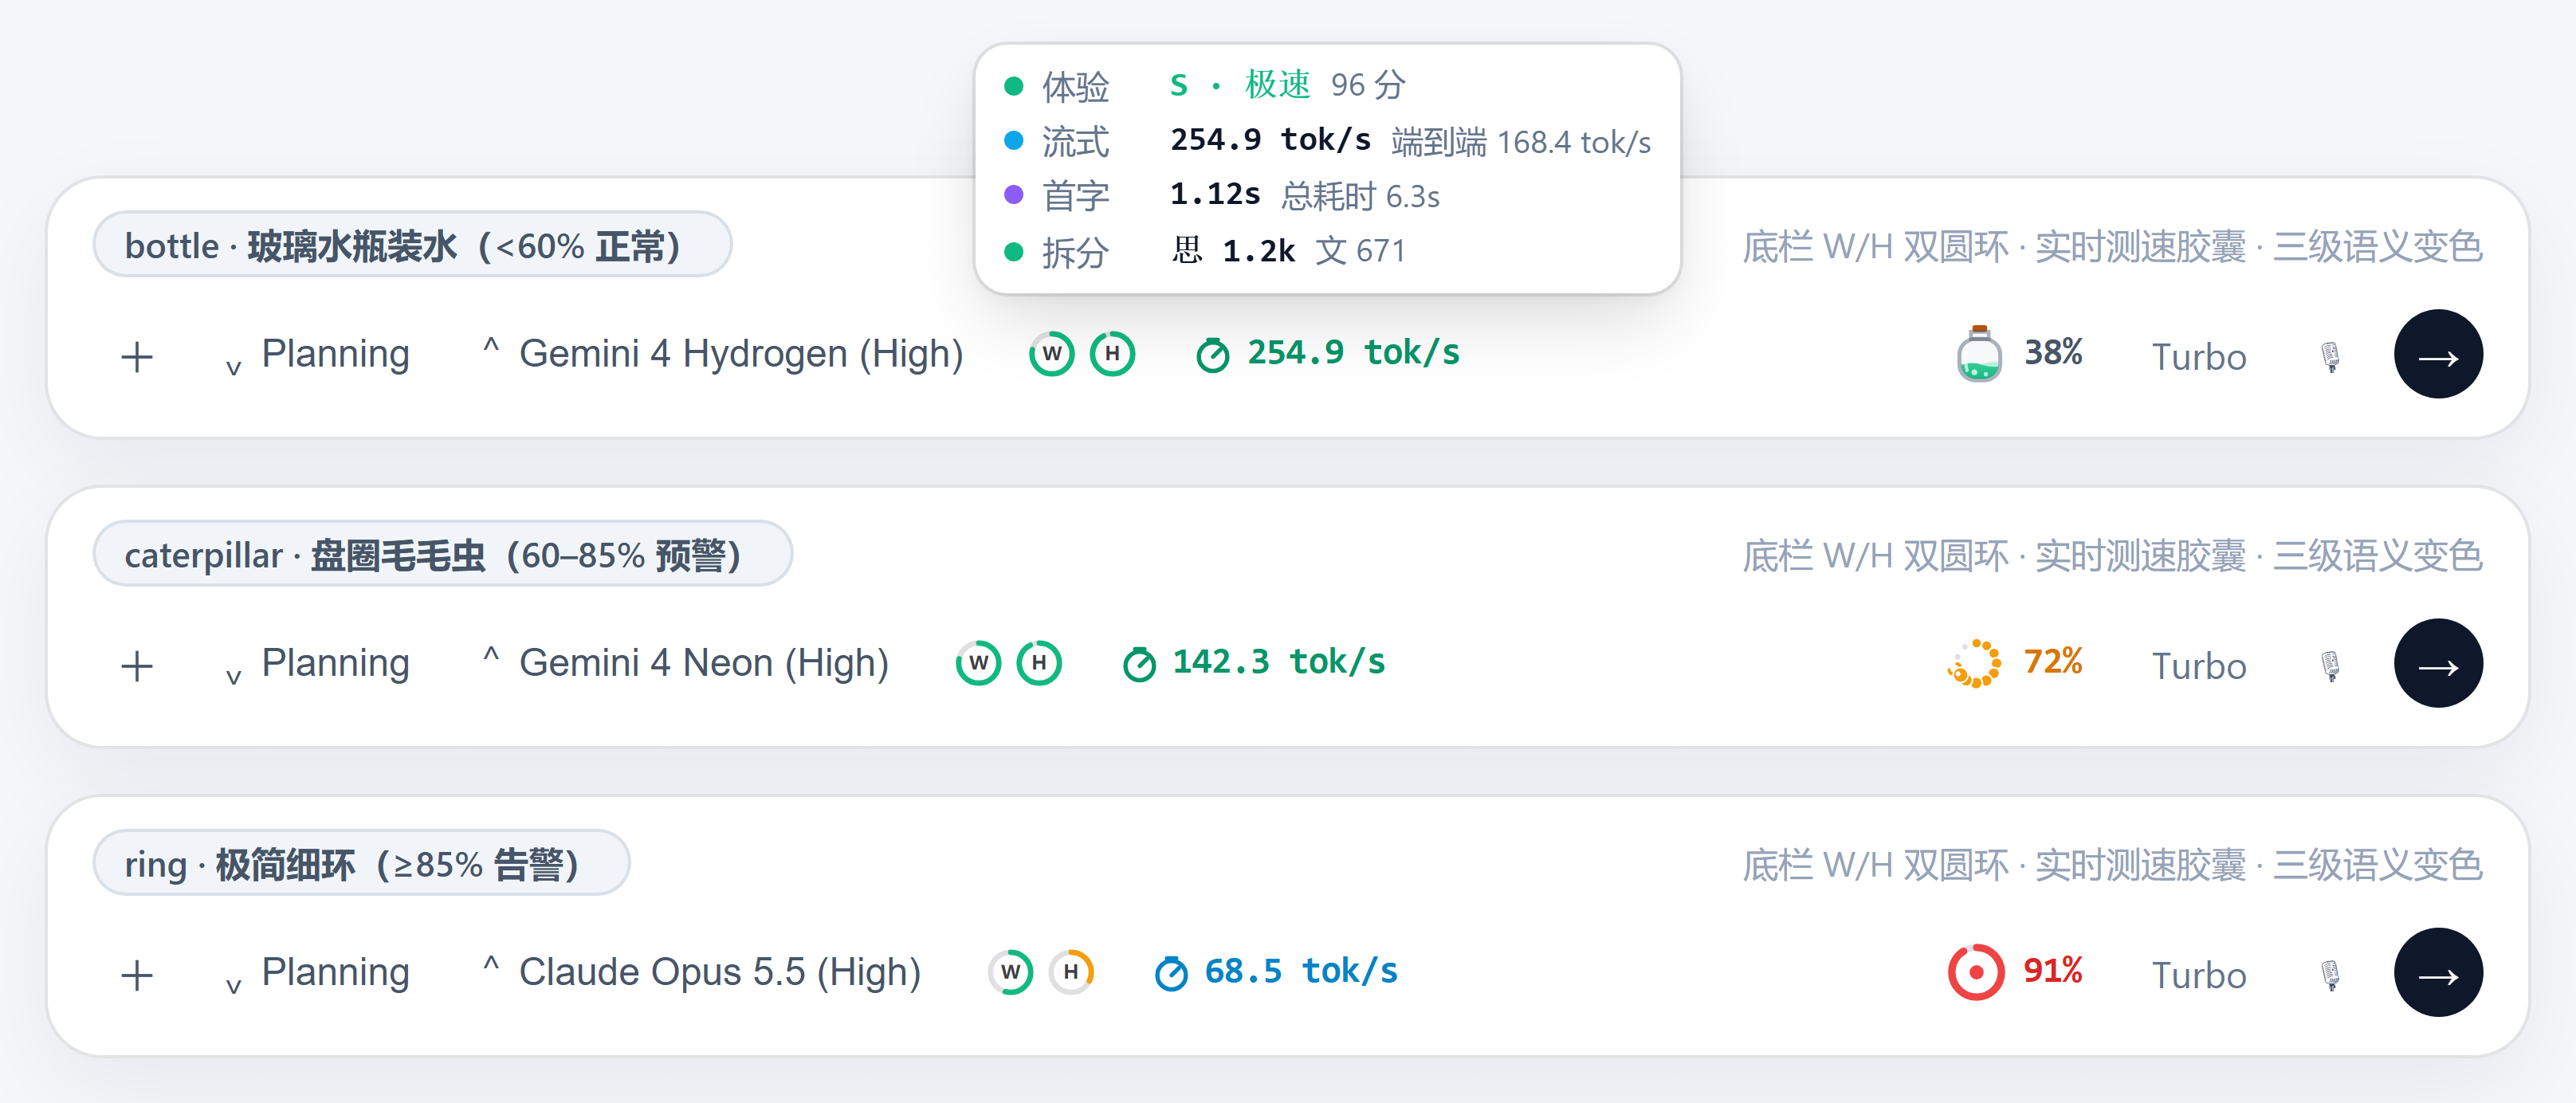 体验 S · 极速 96 分
流式 254.9 tok/s 端到端 168.4 tok/s
首字 1.12s 总耗时 6.3s
拆分 思 1.2k 文 671
bottle · 玻璃水瓶装水（<60% 正常）
底栏 W/H 双圆环 · 实时测速胶囊 · 三级语义变色
+ v Planning ^ Gemini 4 Hydrogen (High) W H 254.9 tok/s 38% Turbo →
caterpillar · 盘圈毛毛虫（60–85% 预警）
底栏 W/H 双圆环 · 实时测速胶囊 · 三级语义变色
+ v Planning ^ Gemini 4 Neon (High) W H 142.3 tok/s 72% Turbo →
ring · 极简细环（≥85% 告警）
底栏 W/H 双圆环 · 实时测速胶囊 · 三级语义变色
+ v Planning ^ Claude Opus 5.5 (High) W H 68.5 tok/s 91% Turbo →